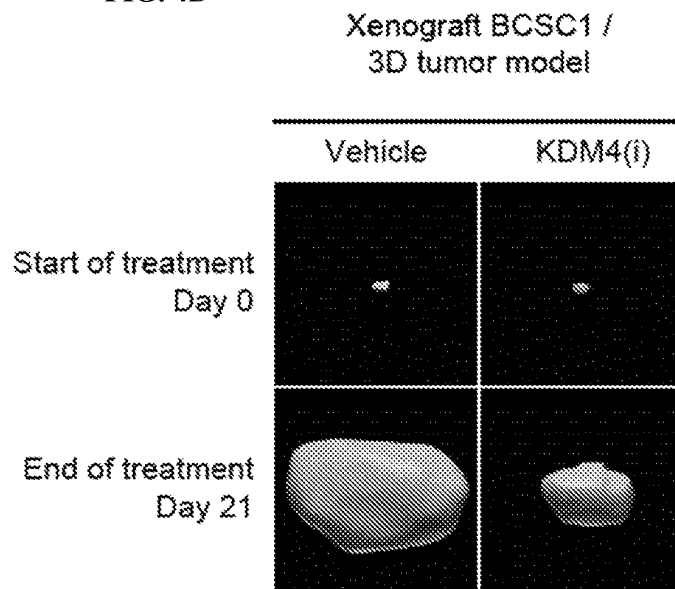 Xenograft BCSC1 /
3D tumor model
Vehicle KDM4(i)
Start of treatment
Day 0
End of treatment
Day 21